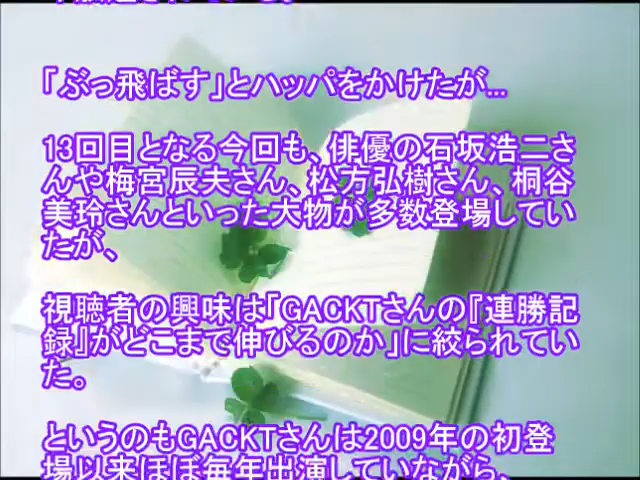 「ぶっ飛ばす」とハッパをかけたが...
13回目となる今回も、俳優の石坂浩二さ
んや梅宮辰夫さん、松方弘樹さん、桐谷
美玲さんといった大物が多数登場してい
たが、
視聴者の興味は「GACKTさんの『連勝記
録』がどこまで伸びるのか」に絞られてい
た。
というのもGACKTさんは2009年の初登
場以来ほぼ毎年出演していながら、